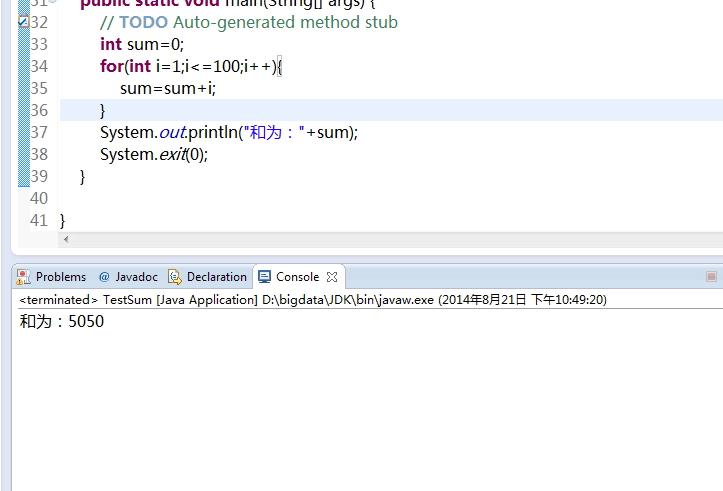 31 public static void main(String[] args) {
32 // TODO Auto-generated method stub
33 int sum=0;
34 for(int i=1;i<=100;i++){
35 sum=sum+i;
36 }
37 System.out.println("和为："+sum);
38 System.exit(0);
39 }
40
41 }
Problems @ Javadoc Declaration Console
<terminated> TestSum [Java Application] D:\bigdata\JDK\bin\javaw.exe (2014年8月21日 下午10:49:20)
和为：5050